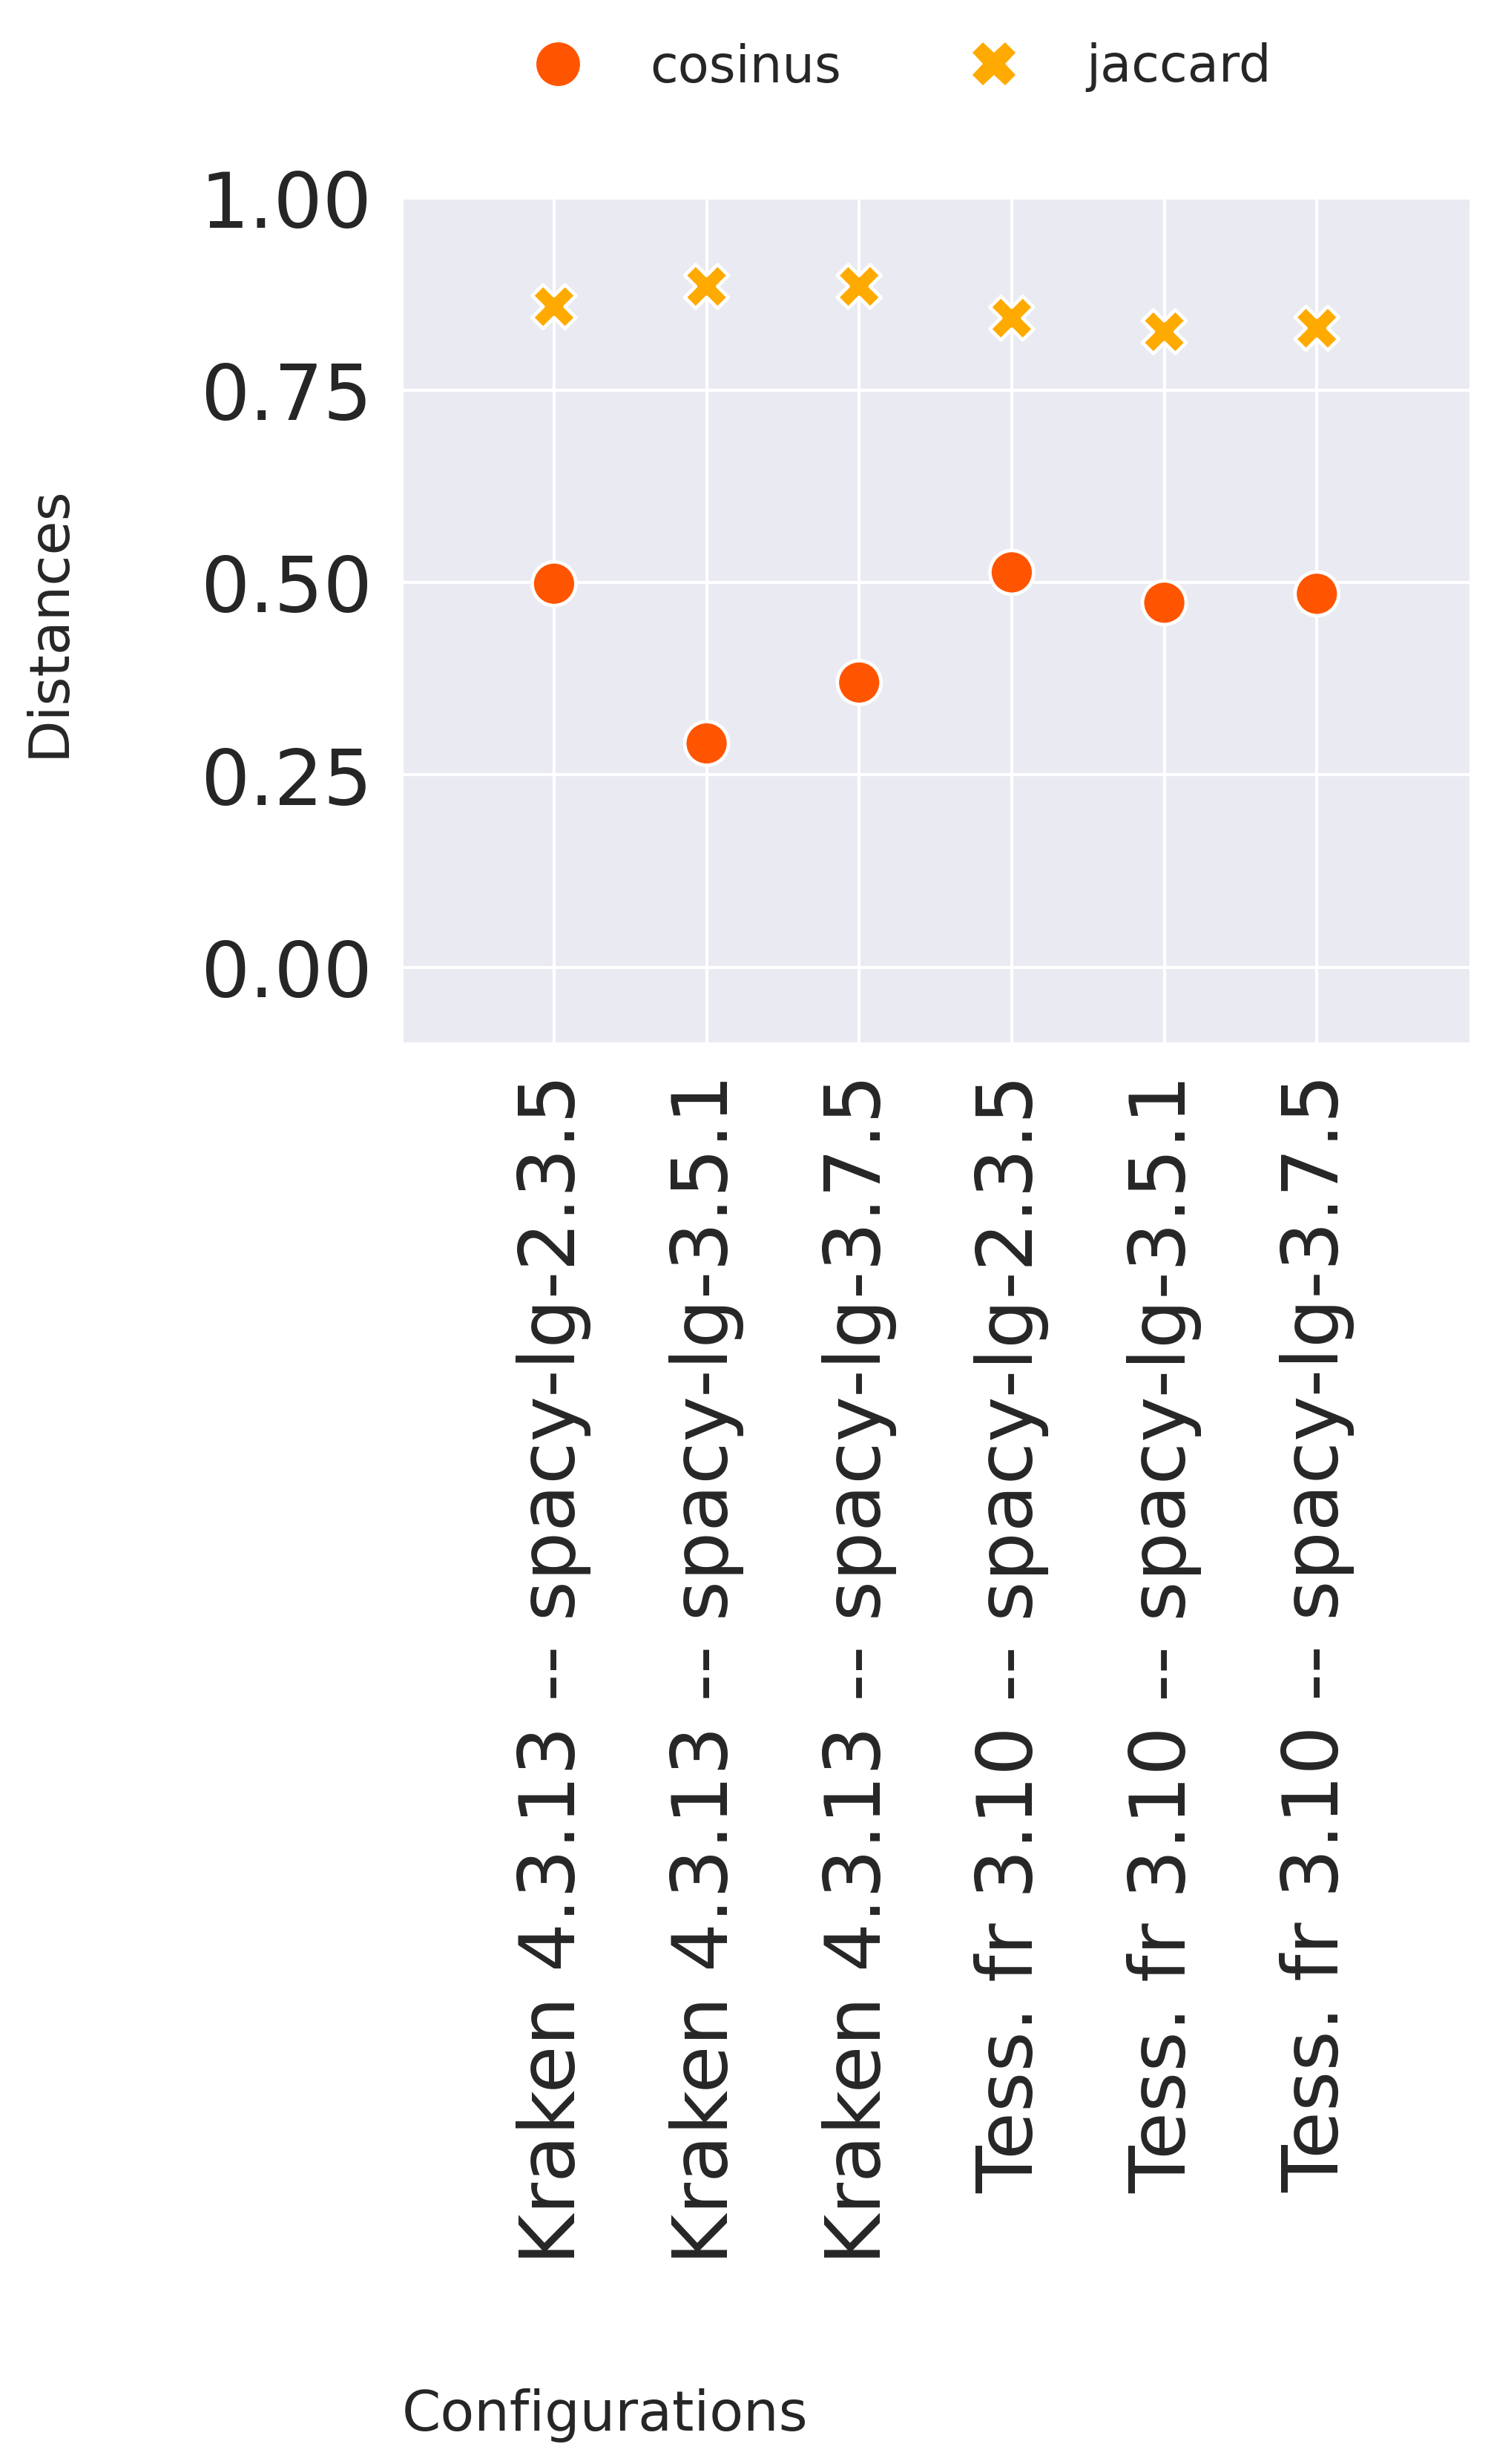 cosinus jaccard
1.00
0.75
0.50
0.25
0.00
Distances
Kraken 4.3.13 -- spacy-lg-2.3.5
Kraken 4.3.13 -- spacy-lg-3.5.1
Kraken 4.3.13 -- spacy-lg-3.7.5
Tess. fr 3.10 -- spacy-lg-2.3.5
Tess. fr 3.10 -- spacy-lg-3.5.1
Tess. fr 3.10 -- spacy-lg-3.7.5
Configurations